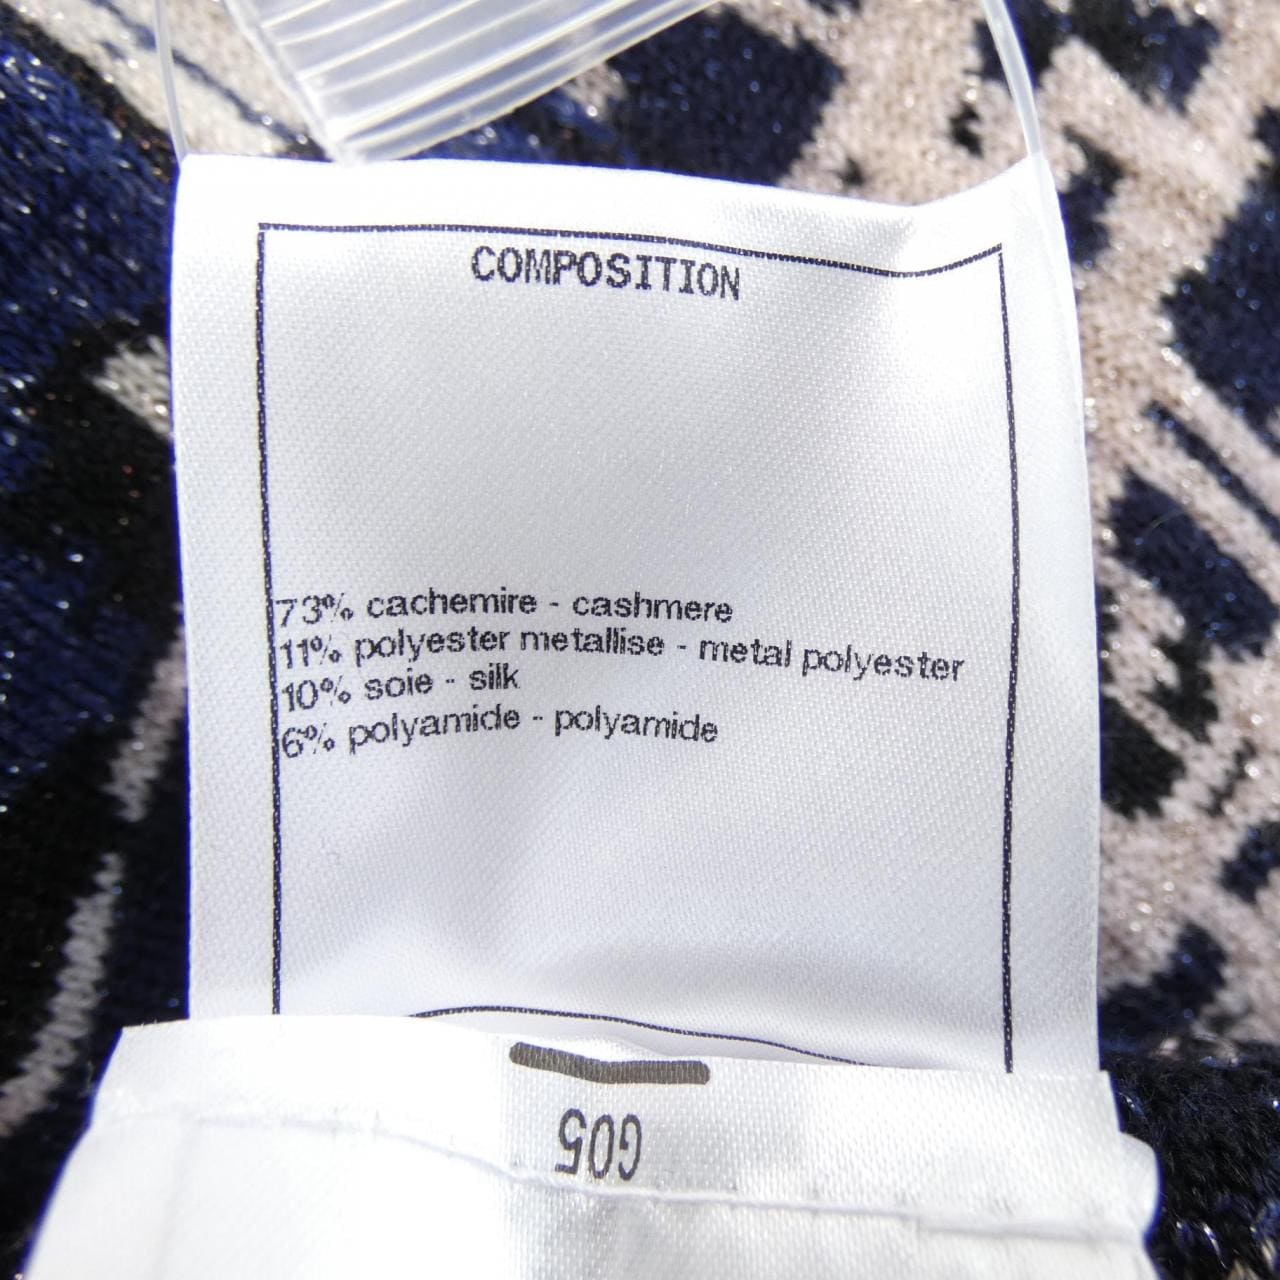 COMPOSITION
73% cachemire - cashmere
11% polyester metallise - metal polyester
10% soie - silk
6% polyamide - polyamide
G05